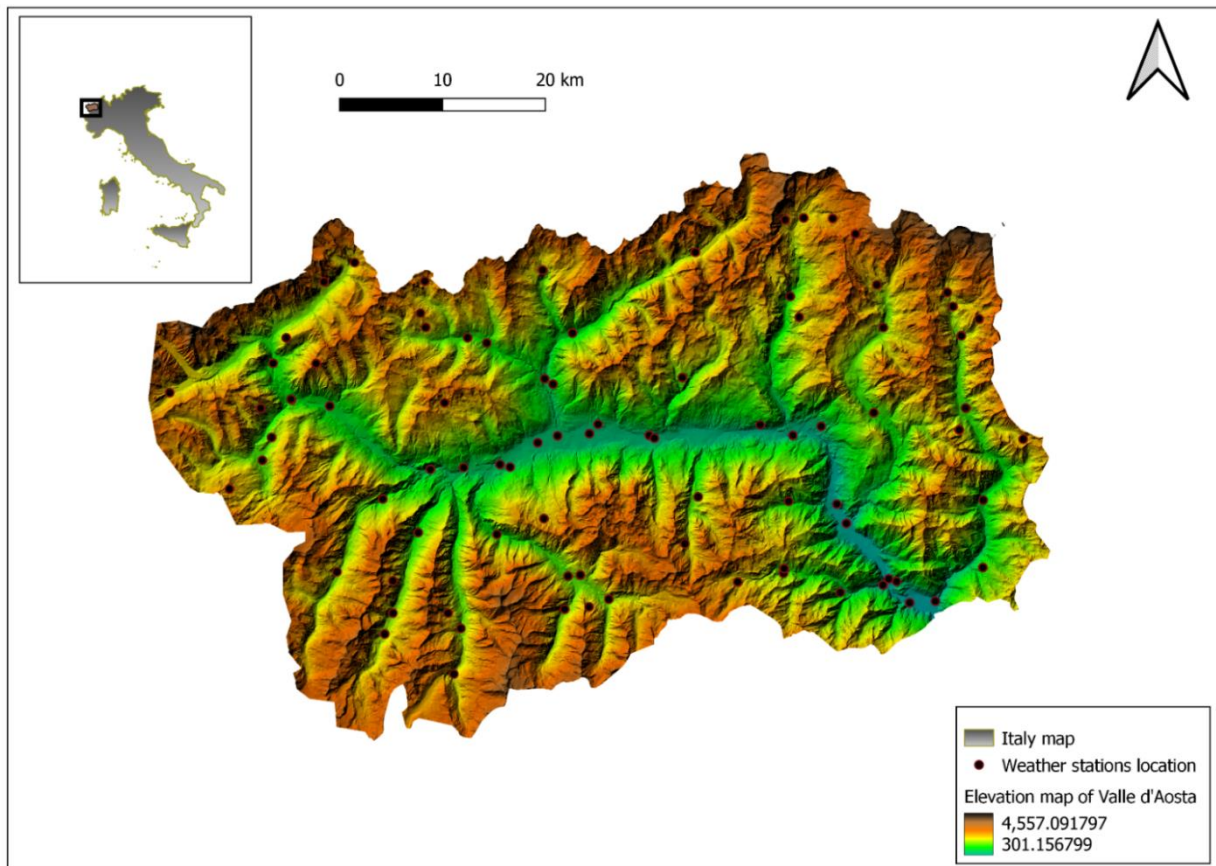 0 10 20 km
Italy map
Weather stations location
Elevation map of Valle d'Aosta
4,557.091797
301.156799